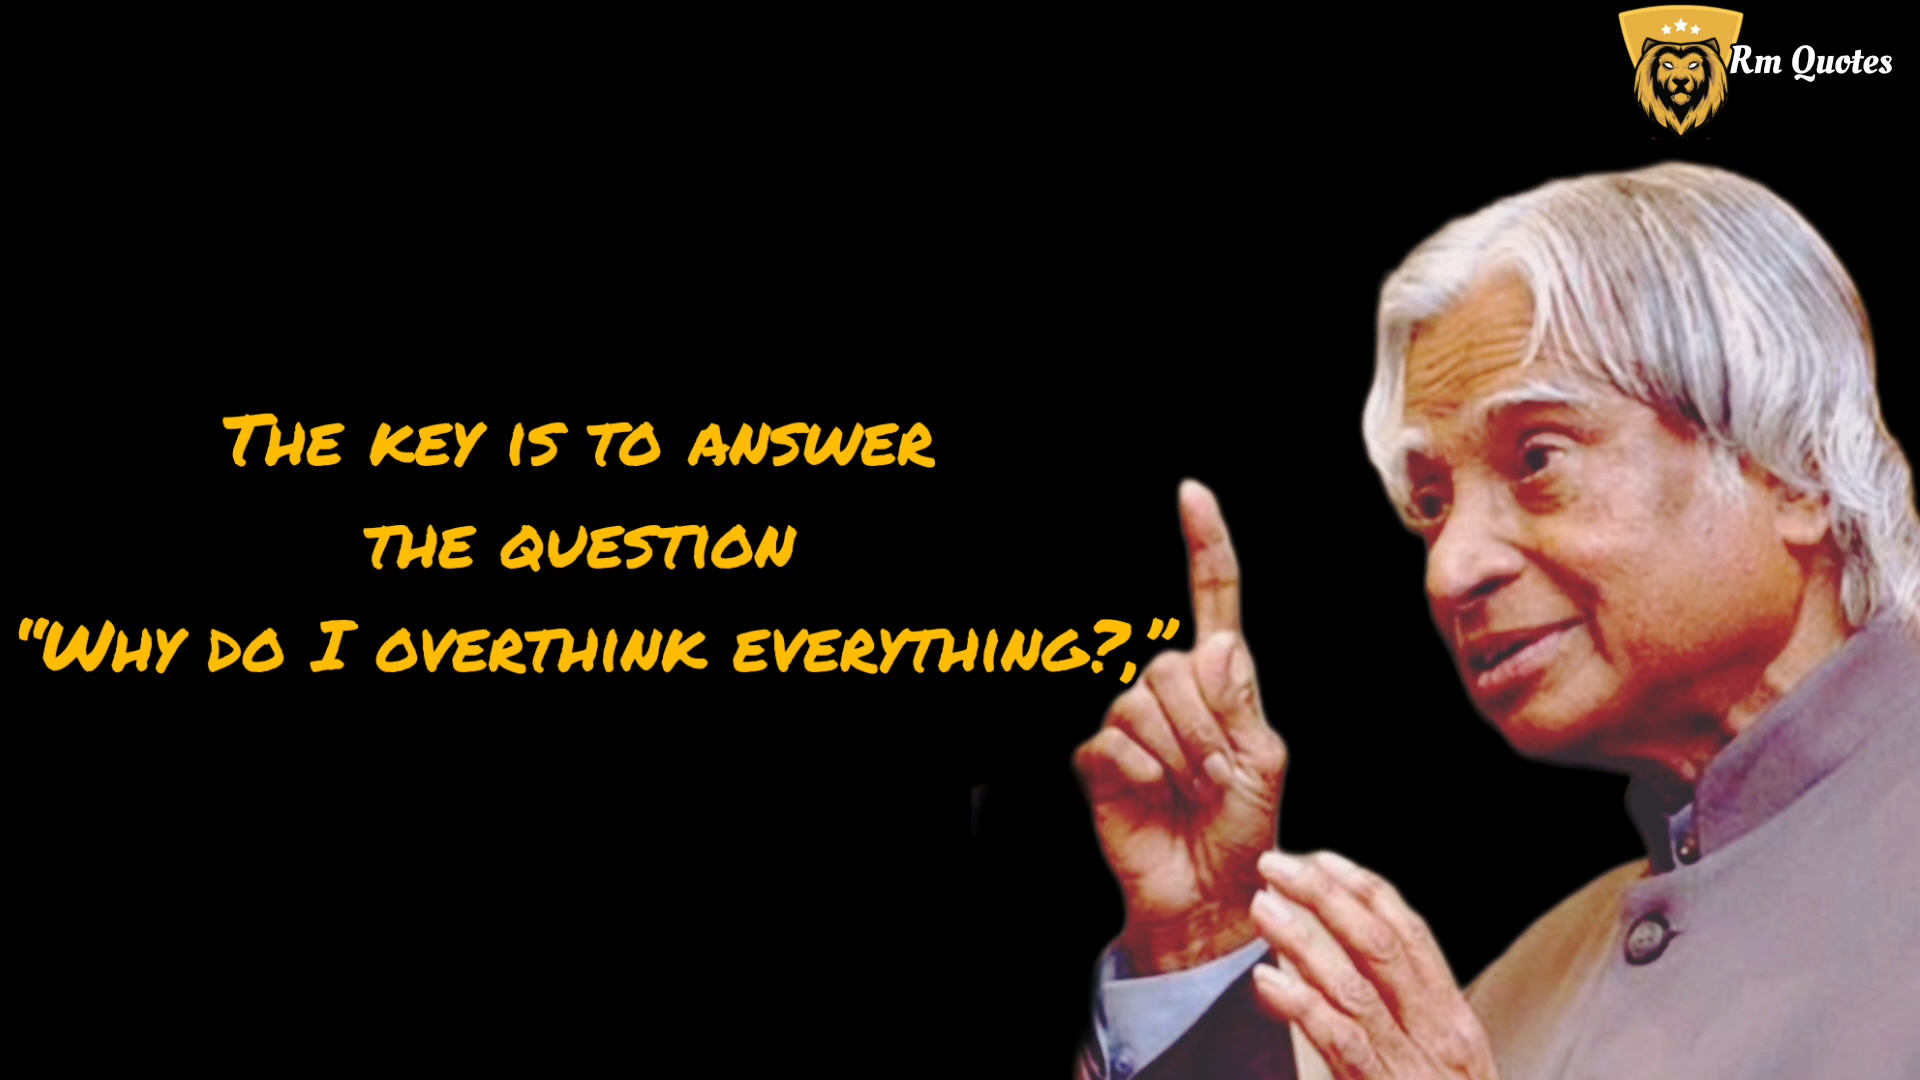 Rm Quotes
The key is to answer
the question
“Why do I overthink everything?,”